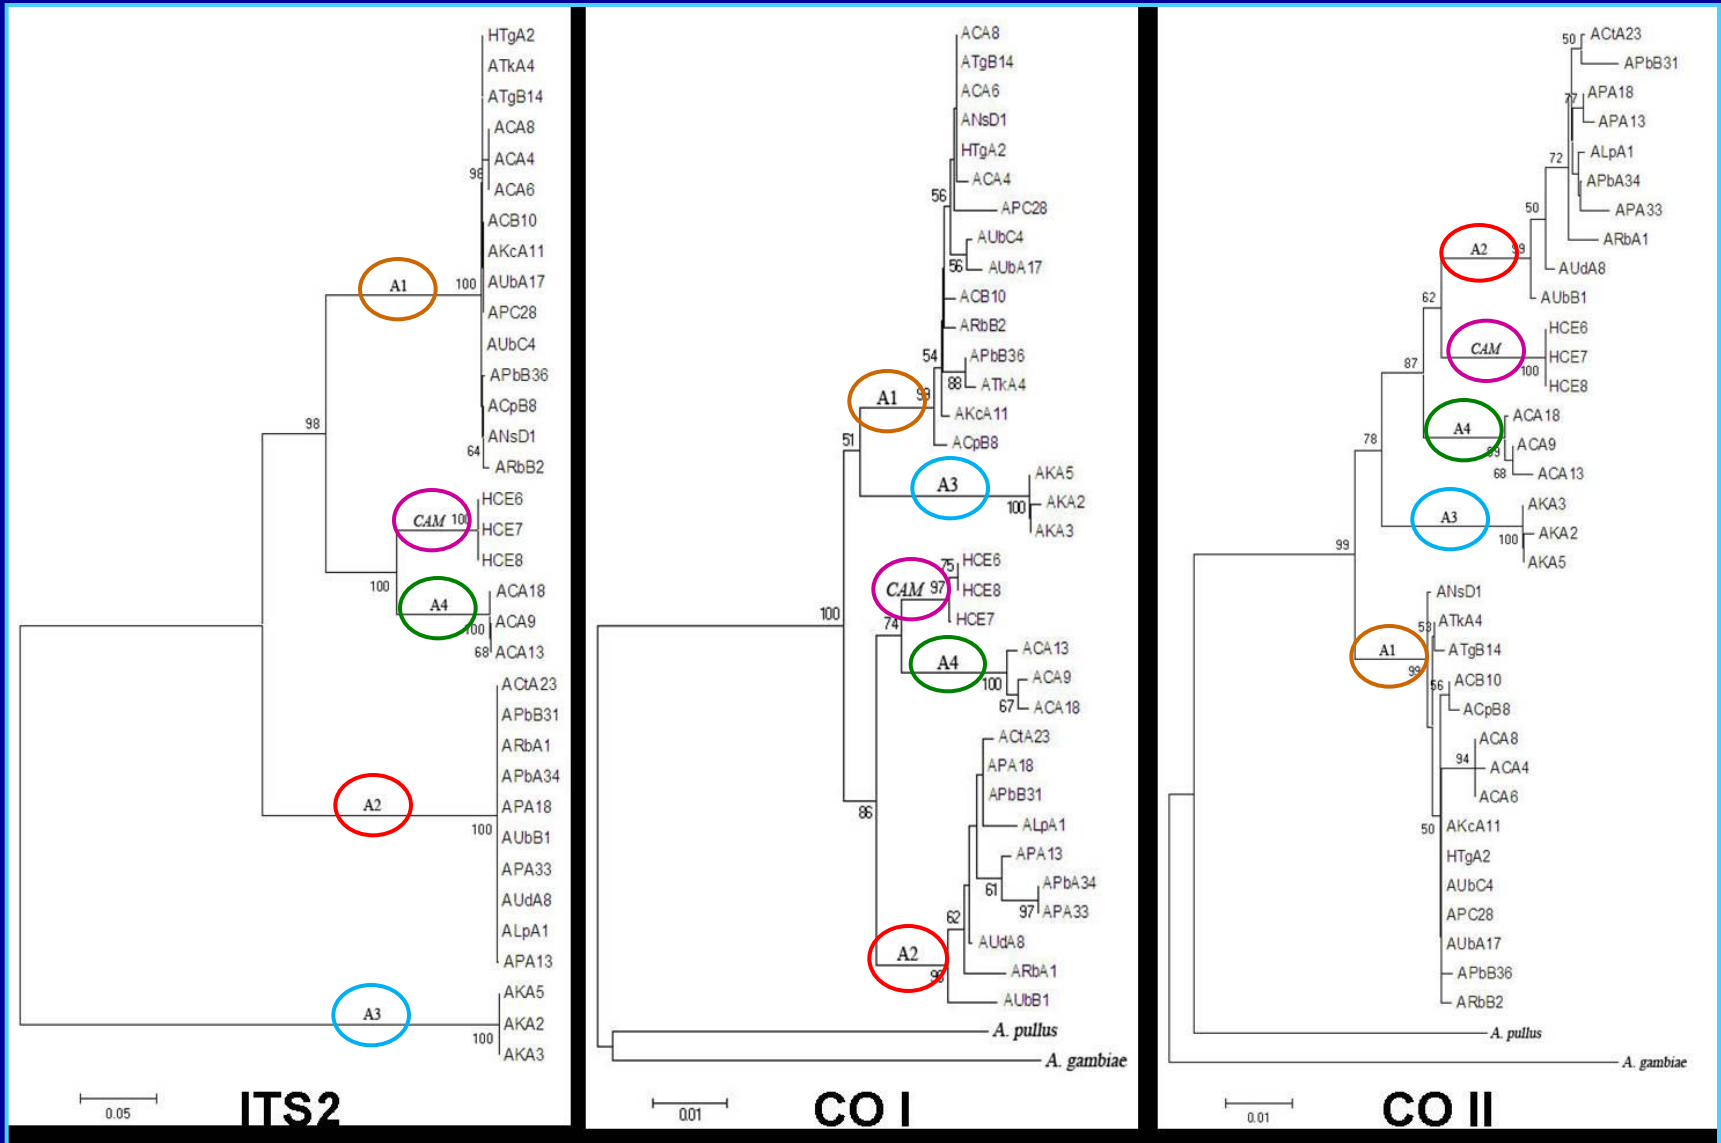 HTgA2
ATkA4
ATgB14
ACA8
ACA4
98
ACA6
ACB10
AKcA11
A1
100
AUbA17
APC28
AUbC4
APbB36
ACpB8
98
ANsD1
64
ARbB2
HCE6
CAM
100
HCE7
HCE8
100
ACA18
A4
100
ACA9
68
ACA13
ACtA23
APbB31
ARbA1
APbA34
A2
APA18
100
AUbB1
APA33
AUdA8
ALpA1
APA13
AKA5
A3
AKA2
100
AKA3
0.05
ITS2
ACA8
ATgB14
ACA6
ANsD1
HTgA2
ACA4
56
APC28
AUbC4
56
AUbA17
ACB10
ARbB2
54
APbB36
88
ATkA4
A1
99
AKcA11
51
ACpB8
AKA5
A3
100
AKA2
AKA3
75
HCE6
CAM
97
HCE8
100
74
HCE7
ACA13
A4
100
ACA9
67
ACA18
ACtA23
APA18
APbB31
86
ALpA1
APA13
61
APbA34
97
APA33
62
AUdA8
A2
99
ARbA1
AUbB1
A. pullus
A. gambiae
0.01
CO I
50
ACtA23
APbB31
77
APA18
APA13
72
ALpA1
APbA34
50
APA33
ARbA1
A2
99
AUdA8
62
AUbB1
HCE6
CAM
HCE7
87
100
HCE8
ACA18
A4
78
99
ACA9
68
ACA13
AKA3
A3
AKA2
99
100
AKA5
ANsD1
53
ATkA4
A1
ATgB14
99
56
ACB10
ACpB8
ACA8
94
ACA4
ACA6
50
AKcA11
HTgA2
AUbC4
APC28
AUbA17
APbB36
ARbB2
A. pullus
A. gambiae
0.01
CO II